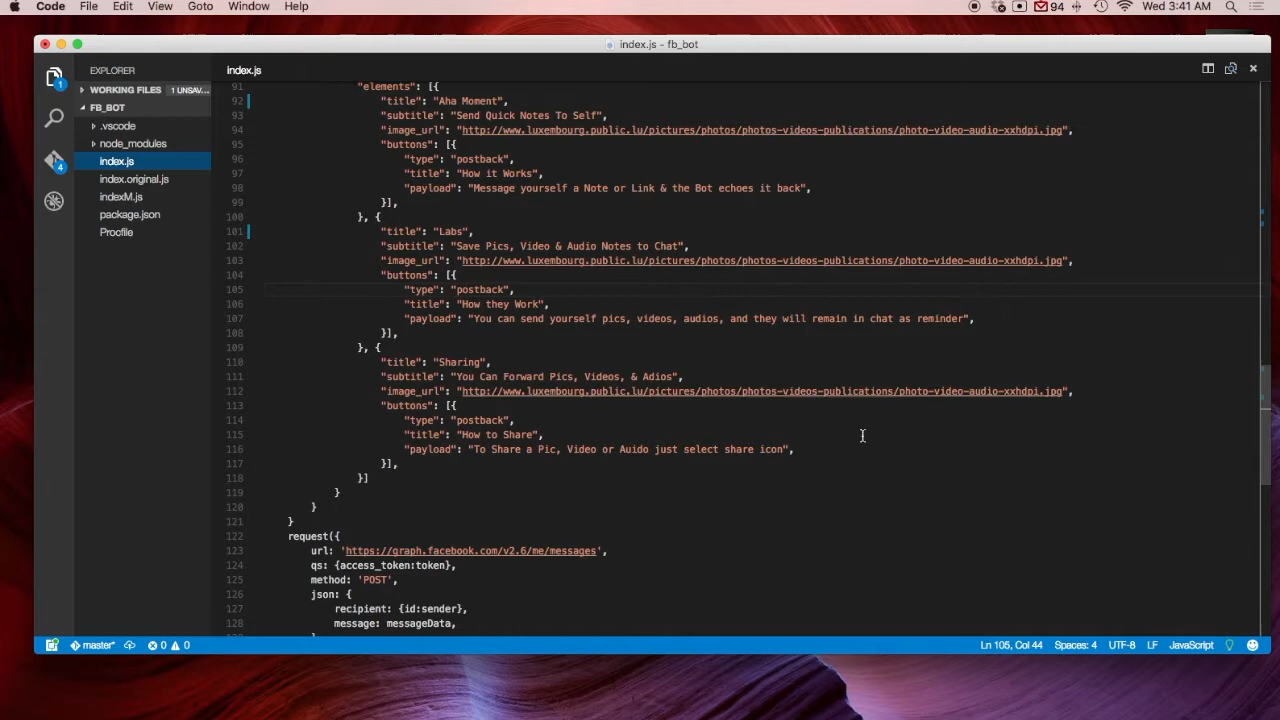 Code File Edit View Goto Window Help 94 Wed 3:41 AM
index.js - fb_bot
EXPLORER
WORKING FILES 1 UNSAV...
FB_BOT
.vscode
node_modules
index.js
index.original.js
indexM.js
package.json
Procfile
1
4
index.js
91 "elements": [{
92 "title": "Aha Moment",
93 "subtitle": "Send Quick Notes To Self",
94 "image_url": "http://www.luxembourg.public.lu/pictures/photos/photos-videos-publications/photo-video-audio-xxhdpi.jpg",
95 "buttons": [{
96 "type": "postback",
97 "title": "How it Works",
98 "payload": "Message yourself a Note or Link & the Bot echoes it back",
99 }],
100 }, {
101 "title": "Labs",
102 "subtitle": "Save Pics, Video & Audio Notes to Chat",
103 "image_url": "http://www.luxembourg.public.lu/pictures/photos/photos-videos-publications/photo-video-audio-xxhdpi.jpg",
104 "buttons": [{
105 "type": "postback",
106 "title": "How they Work",
107 "payload": "You can send yourself pics, videos, audios, and they will remain in chat as reminder",
108 }],
109 }, {
110 "title": "Sharing",
111 "subtitle": "You Can Forward Pics, Videos, & Adios",
112 "image_url": "http://www.luxembourg.public.lu/pictures/photos/photos-videos-publications/photo-video-audio-xxhdpi.jpg",
113 "buttons": [{
114 "type": "postback",
115 "title": "How to Share",
116 "payload": "To Share a Pic, Video or Auido just select share icon",
117 }],
118 }]
119 }
120 }
121 }
122 request({
123 url: 'https://graph.facebook.com/v2.6/me/messages',
124 qs: {access_token:token},
125 method: 'POST',
126 json: {
127 recipient: {id:sender},
128 message: messageData,
master* 0 0 Ln 105, Col 44 Spaces: 4 UTF-8 LF JavaScript